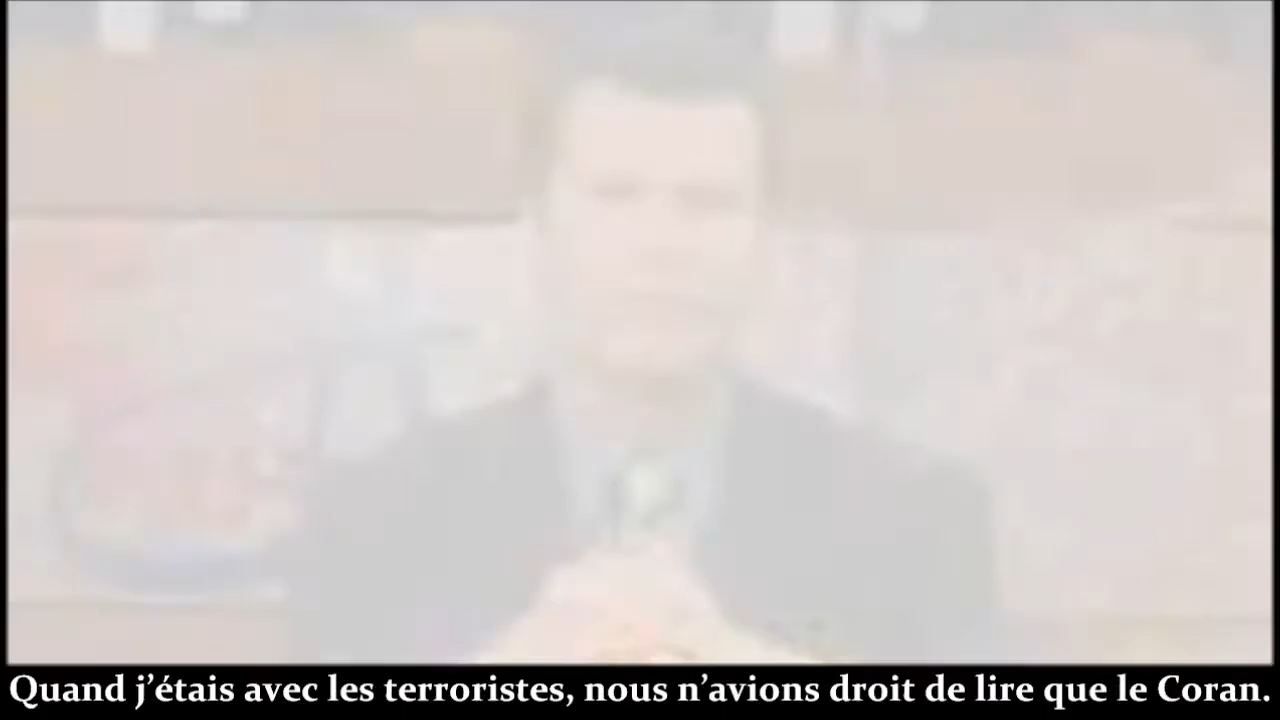 Quand j’étais avec les terroristes, nous n’avions droit de lire que le Coran.